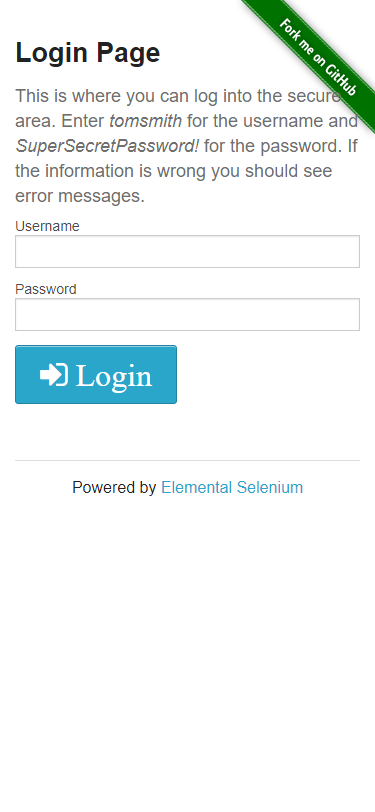 Fork me on GitHub
Login Page
This is where you can log into the secure
area. Enter tomsmith for the username and
SuperSecretPassword! for the password. If
the information is wrong you should see
error messages.
Username
Password
Login
Powered by Elemental Selenium